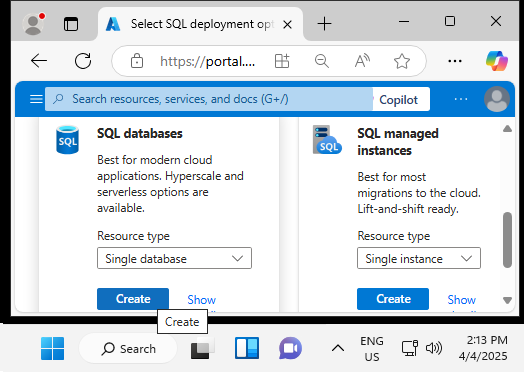 Select SQL deployment opt
https://portal....
Search resources, services, and docs (G+/)
Copilot
SQL
SQL databases
Best for modern cloud
applications. Hyperscale and
serverless options are
available.
Resource type
Single database
Create
Show
SQL
SQL managed
instances
Best for most
migrations to the cloud.
Lift-and-shift ready.
Resource type
Single instance
Create
Show
Create
Search
ENG
US
2:13 PM
4/4/2025